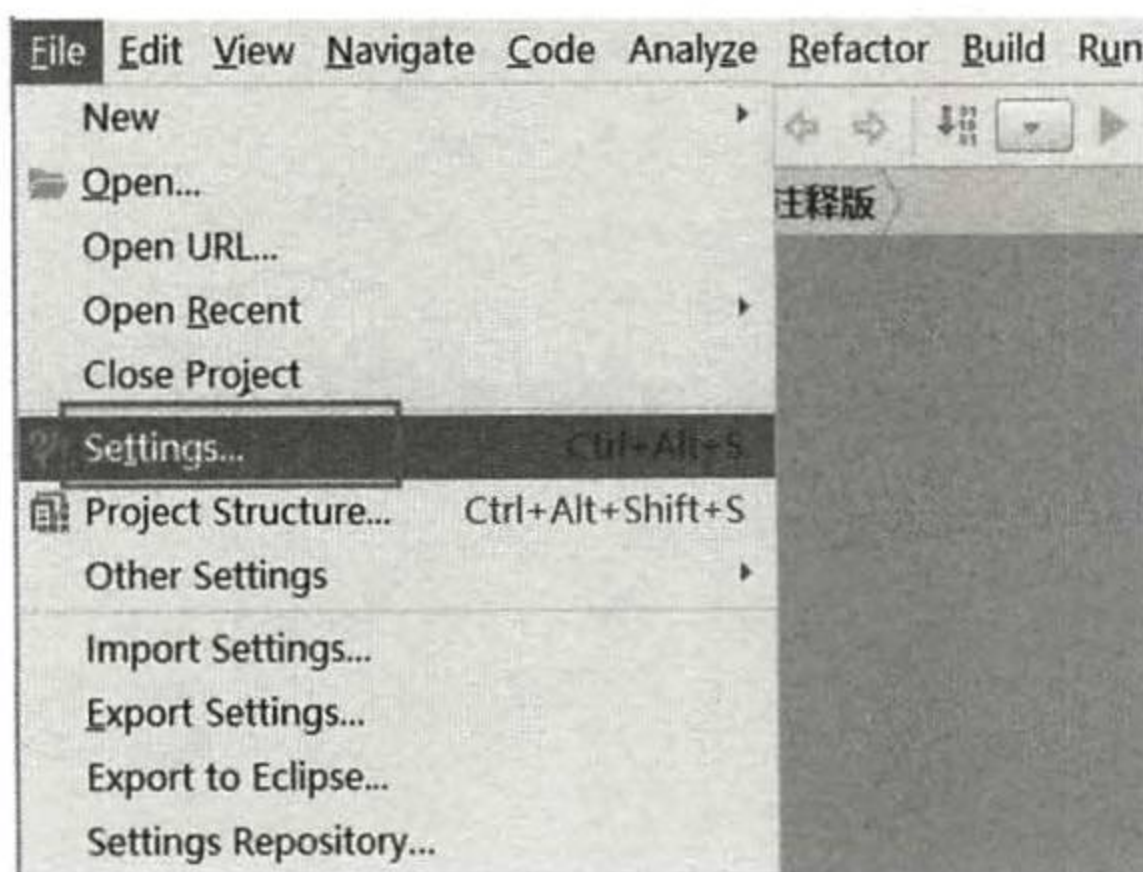 File Edit View Navigate Code Analyze Refactor Build Run
New
Open...
注释版
Open URL...
Open Recent
Close Project
Settings... Ctrl+Alt+S
Project Structure... Ctrl+Alt+Shift+S
Other Settings
Import Settings...
Export Settings...
Export to Eclipse...
Settings Repository...